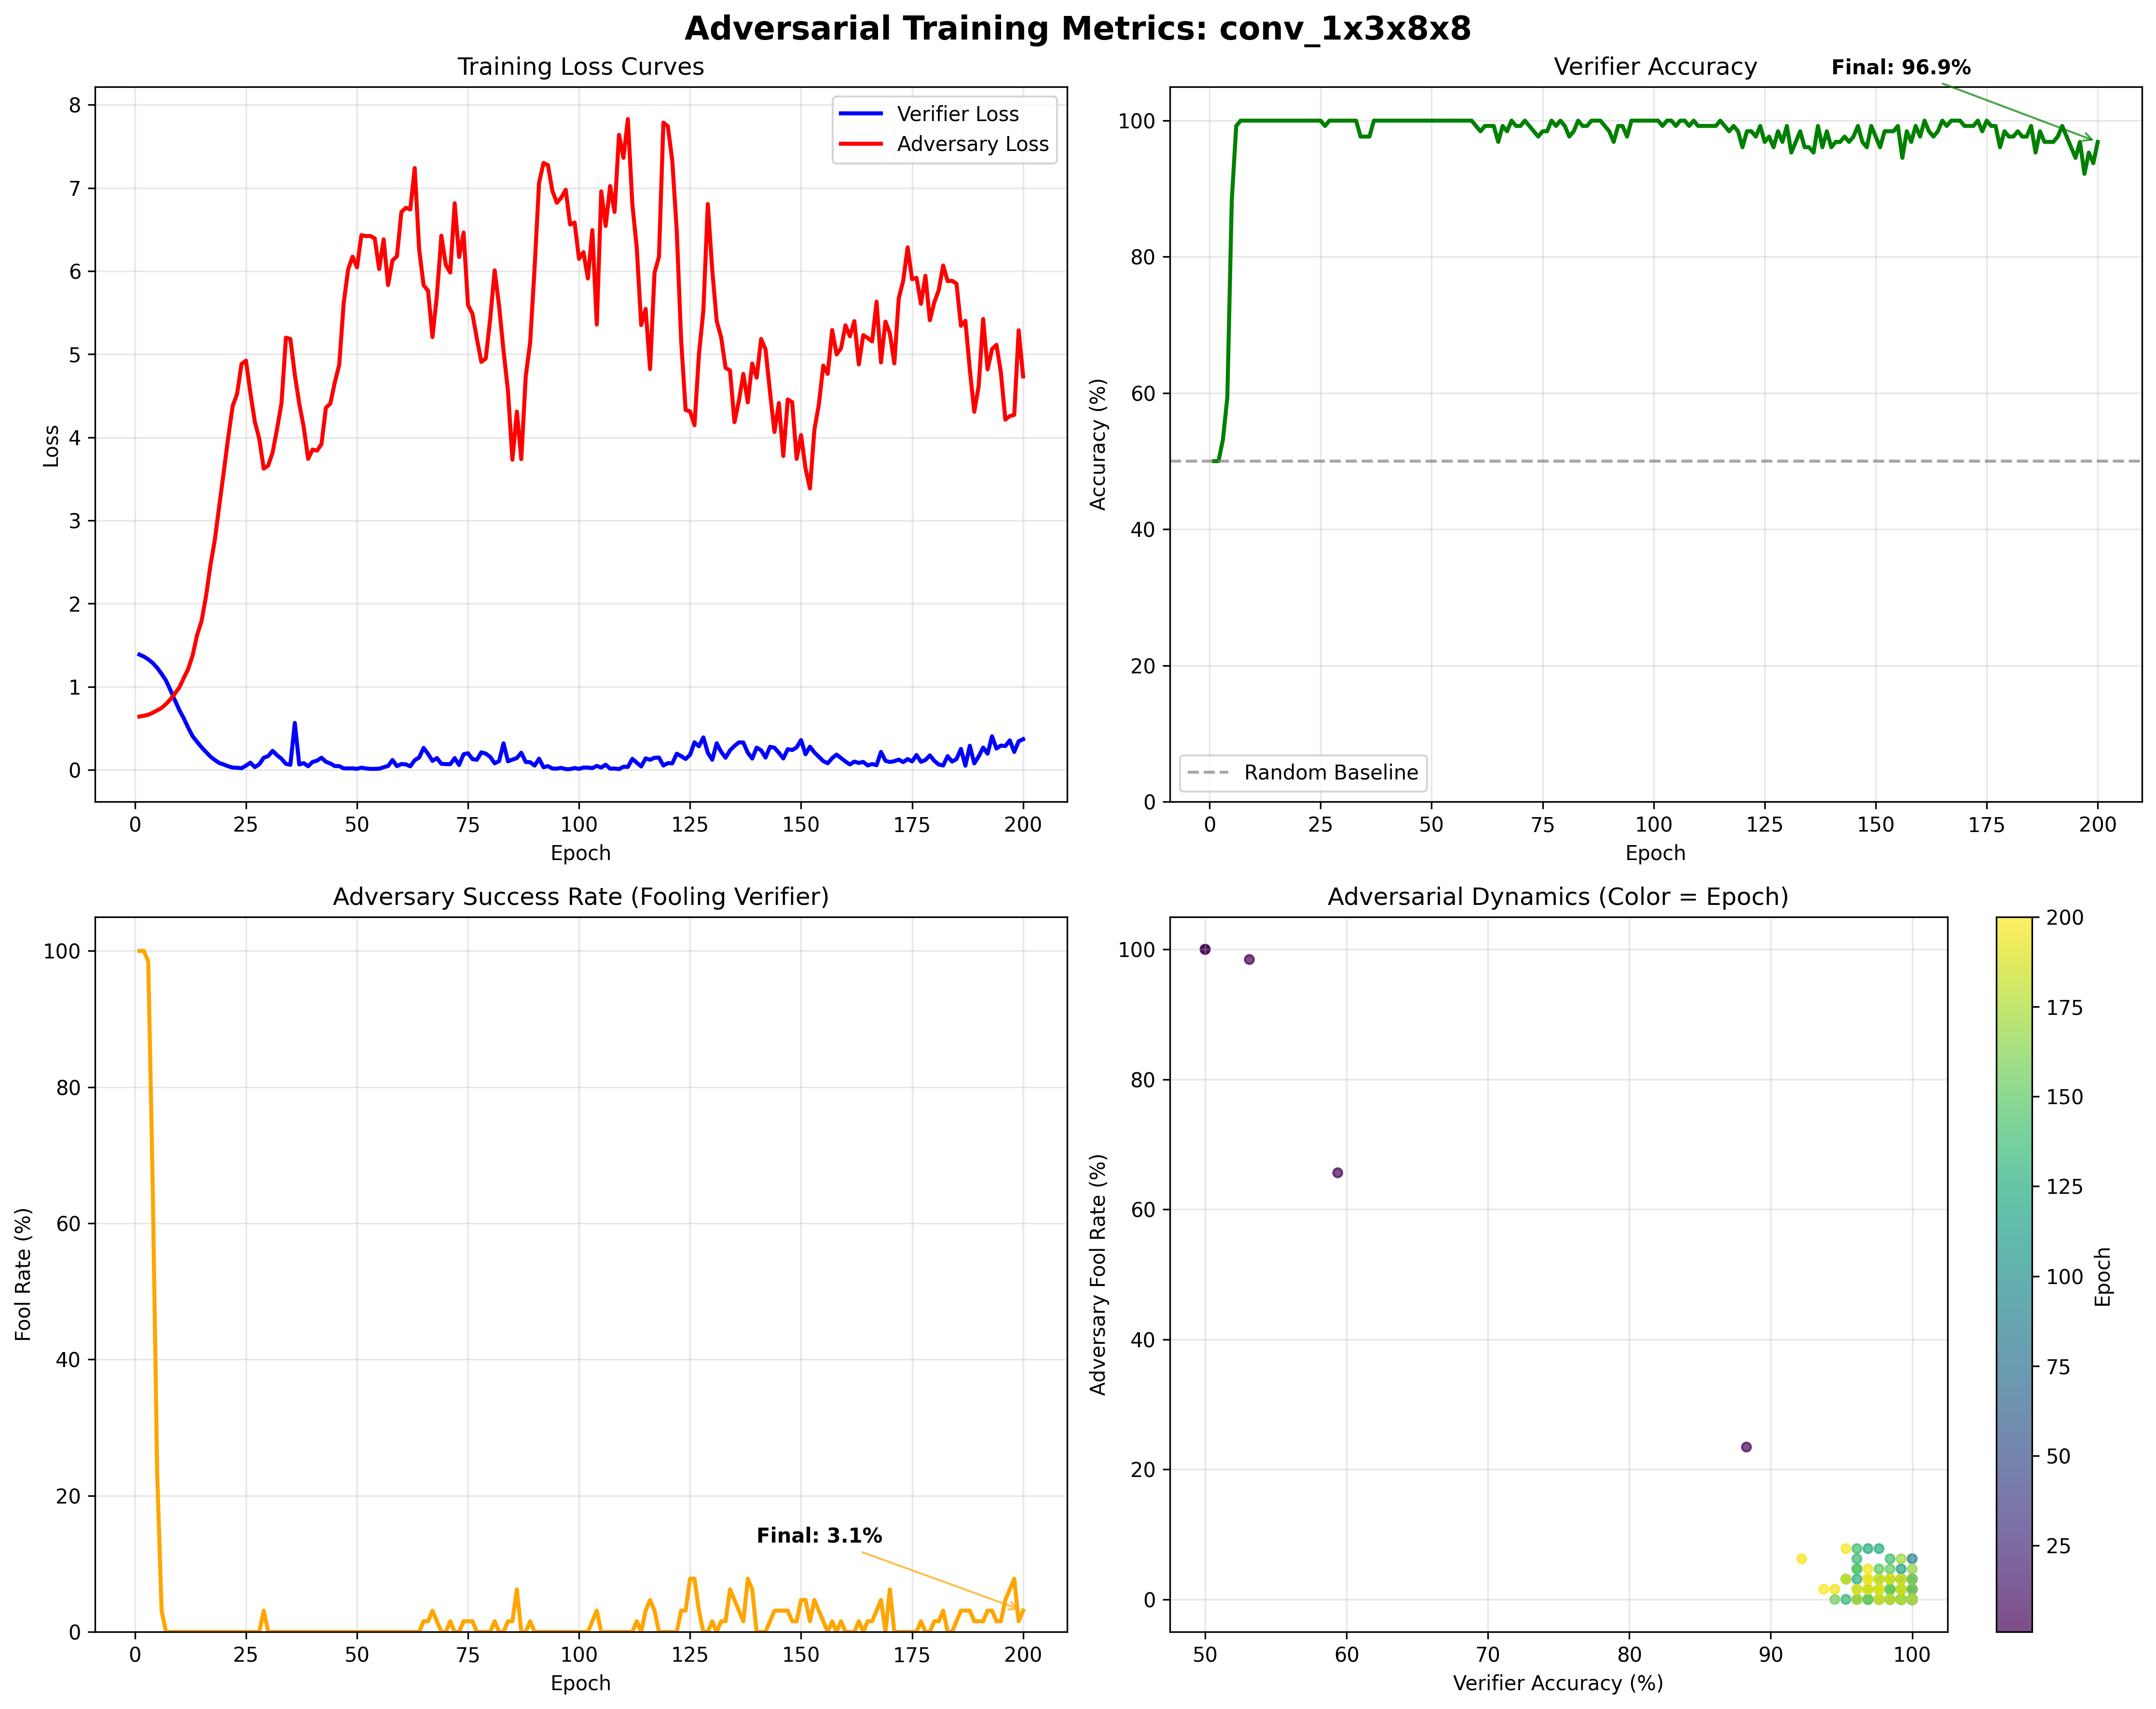 Adversarial Training Metrics: conv_1x3x8x8
Training Loss Curves
Verifier Loss
Adversary Loss
8
7
6
5
4
3
2
1
0
Loss
0 25 50 75 100 125 150 175 200
Epoch
Verifier Accuracy
Final: 96.9%
100
80
60
40
20
0
Accuracy (%)
Random Baseline
0 25 50 75 100 125 150 175 200
Epoch
Adversary Success Rate (Fooling Verifier)
100
80
60
40
20
0
Fool Rate (%)
Final: 3.1%
0 25 50 75 100 125 150 175 200
Epoch
Adversarial Dynamics (Color = Epoch)
100
80
60
40
20
0
Adversary Fool Rate (%)
50 60 70 80 90 100
Verifier Accuracy (%)
200
175
150
125
100
75
50
25
Epoch